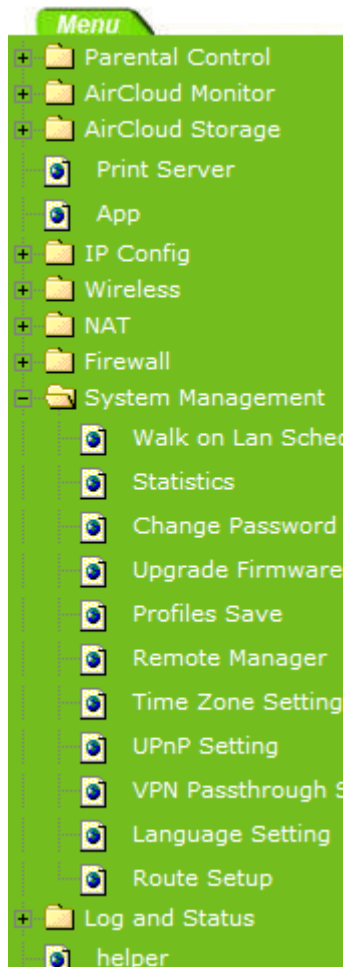 Menu
Parental Control
AirCloud Monitor
AirCloud Storage
Print Server
App
IP Config
Wireless
NAT
Firewall
System Management
Walk on Lan Sched
Statistics
Change Password
Upgrade Firmware
Profiles Save
Remote Manager
Time Zone Setting
UPnP Setting
VPN Passthrough S
Language Setting
Route Setup
Log and Status
helper